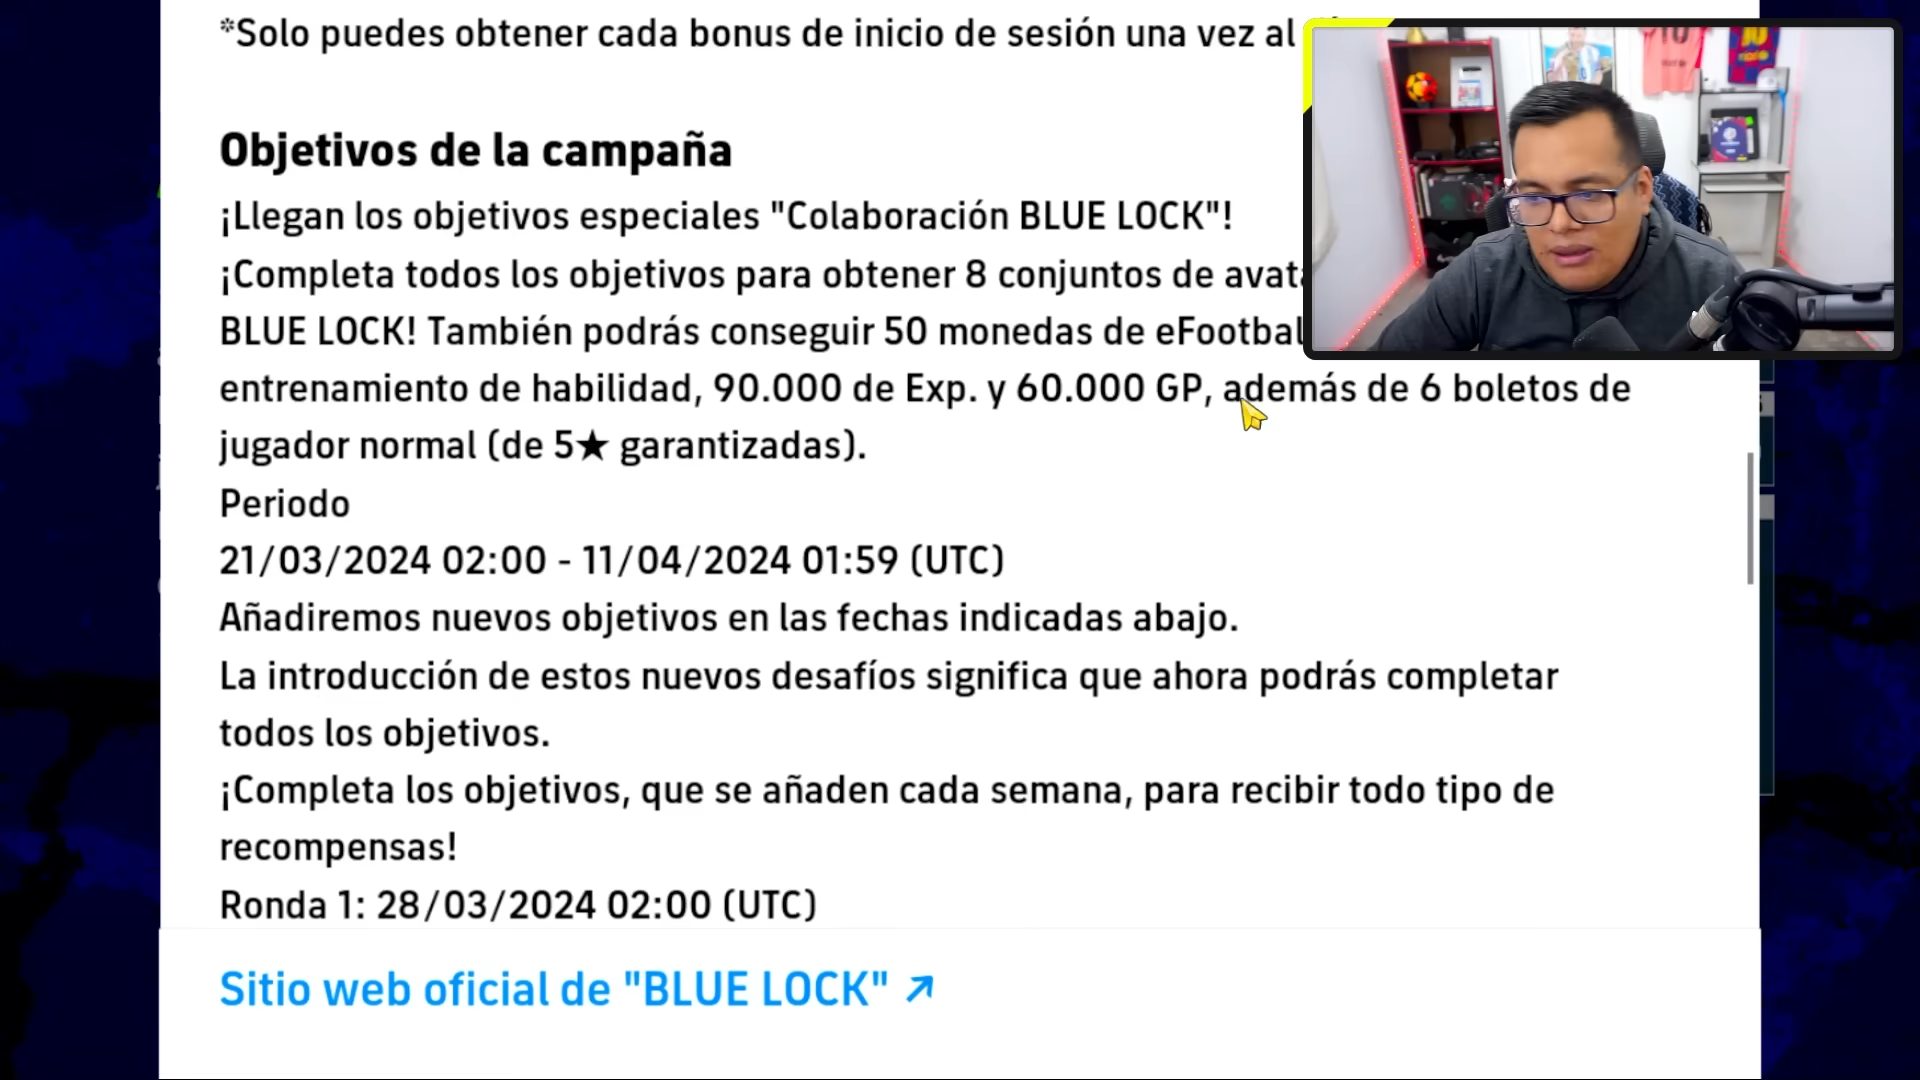 *Solo puedes obtener cada bonus de inicio de sesión una vez al
Objetivos de la campaña
¡Llegan los objetivos especiales "Colaboración BLUE LOCK"!
¡Completa todos los objetivos para obtener 8 conjuntos de
BLUE LOCK! También podrás conseguir 50 monedas de
entrenamiento de habilidad, 90.000 de Exp. y 60.000 GP, además de 6 boletos de
jugador normal (de 5★ garantizadas).
Periodo
21/03/2024 02:00 - 11/04/2024 01:59 (UTC)
Añadiremos nuevos objetivos en las fechas indicadas abajo.
La introducción de estos nuevos desafíos significa que ahora podrás completar
todos los objetivos.
¡Completa los objetivos, que se añaden cada semana, para recibir todo tipo de
recompensas!
Ronda 1: 28/03/2024 02:00 (UTC)
Sitio web oficial de "BLUE LOCK" ↗